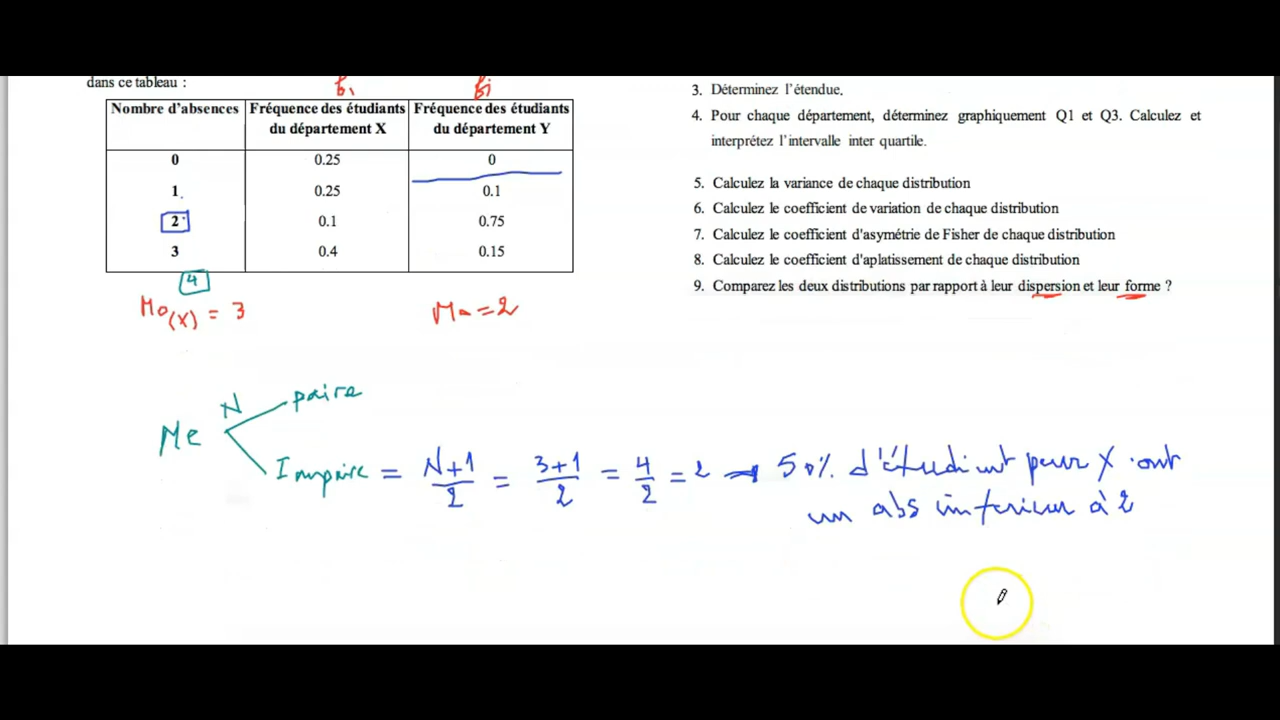 dans ce tableau :
fi
fi
Nombre d'absences Fréquence des étudiants du département X Fréquence des étudiants du département Y
0 0.25 0
1 0.25 0.1
2 0.1 0.75
3 0.4 0.15
4
Mo(X) = 3
Mo = 2
3. Déterminez l'étendue.
4. Pour chaque département, déterminez graphiquement Q1 et Q3. Calculez et
interprétez l'intervalle inter quartile.
5. Calculez la variance de chaque distribution
6. Calculez le coefficient de variation de chaque distribution
7. Calculez le coefficient d'asymétrie de Fisher de chaque distribution
8. Calculez le coefficient d'aplatissement de chaque distribution
9. Comparez les deux distributions par rapport à leur dispersion et leur forme ?
Me N paire
Impaire = N+1/2 = 3+1/2 = 4/2 = 2 → 50% d'étudiant pour X ont
un abs inferieur à 2